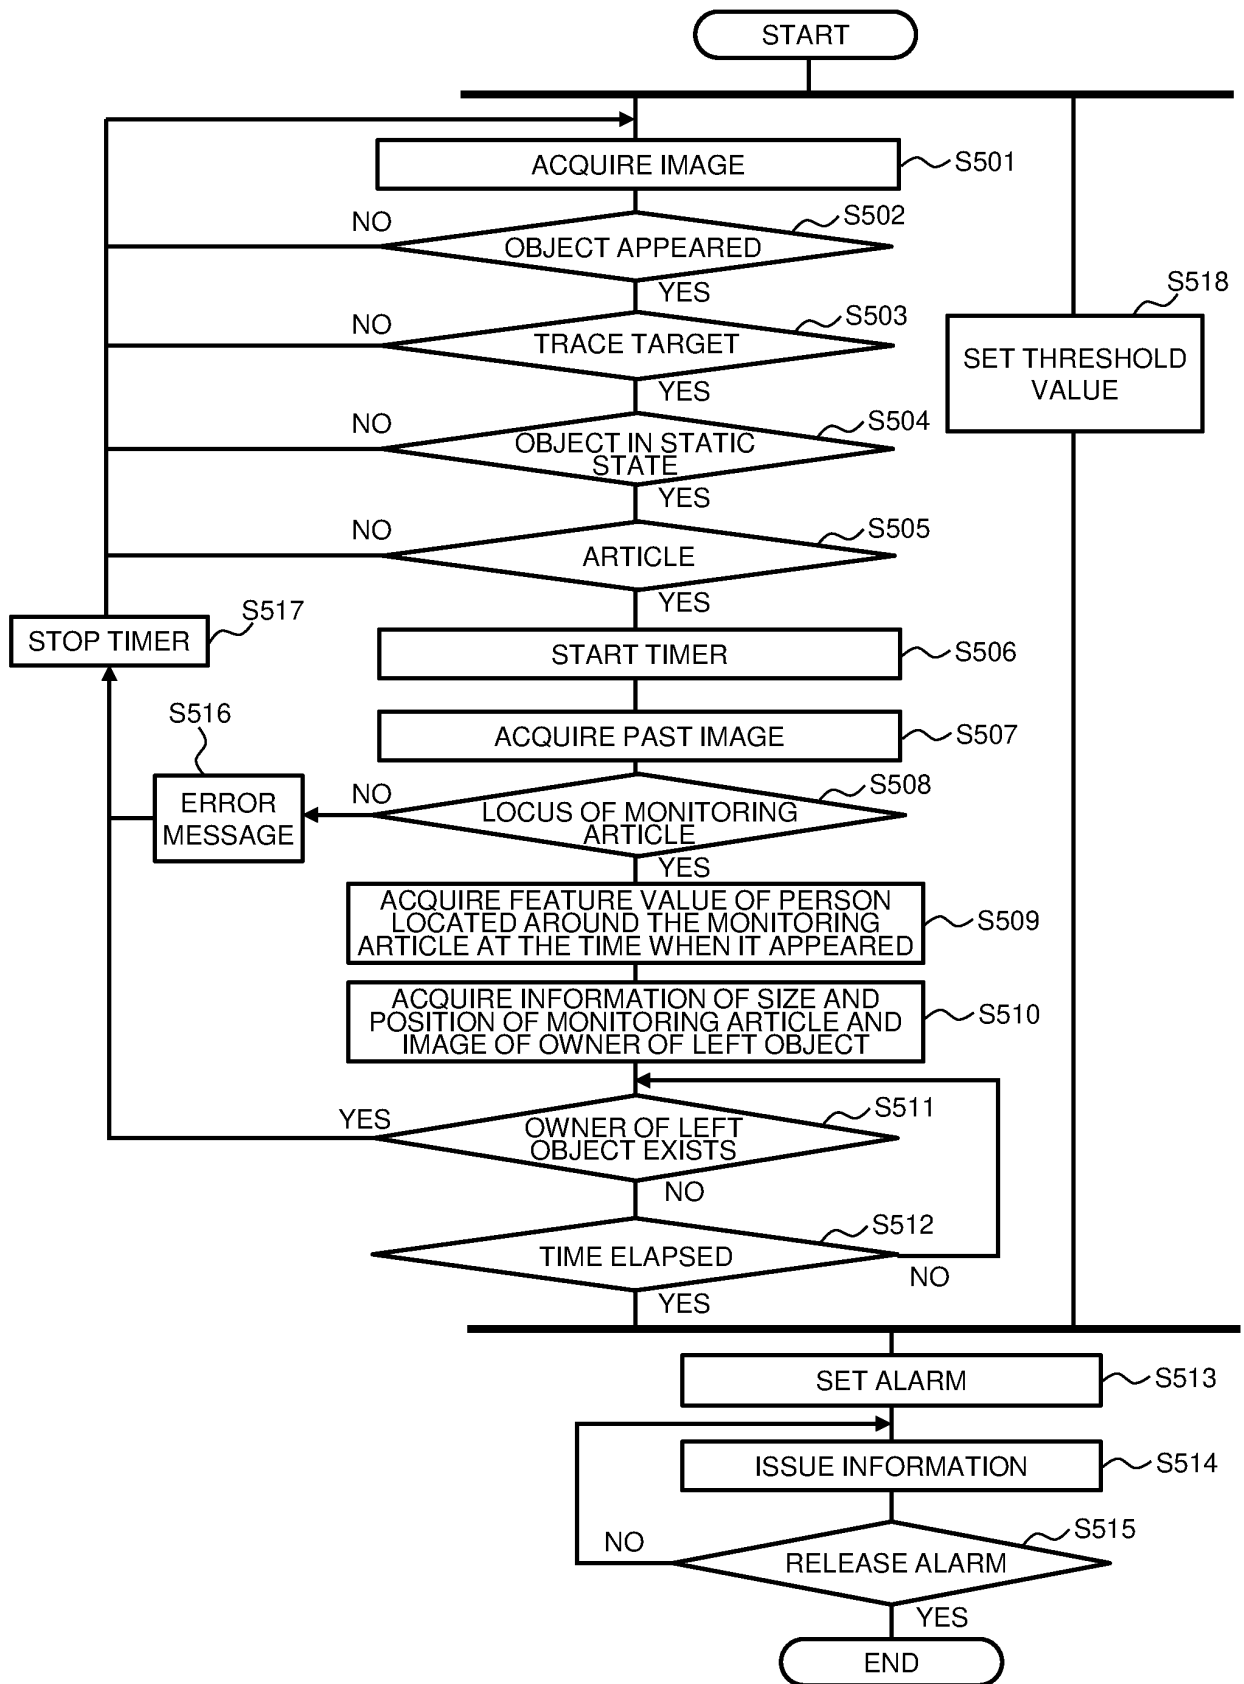 START
ACQUIRE IMAGE
S501
NO
S502
OBJECT APPEARED
YES
S518
NO
S503
TRACE TARGET
SET THRESHOLD
VALUE
YES
NO
S504
OBJECT IN STATIC
STATE
YES
NO
S505
ARTICLE
YES
S517
STOP TIMER
START TIMER
S506
S516
ACQUIRE PAST IMAGE
S507
NO
S508
ERROR
MESSAGE
LOCUS OF MONITORING
ARTICLE
YES
ACQUIRE FEATURE VALUE OF PERSON
LOCATED AROUND THE MONITORING
ARTICLE AT THE TIME WHEN IT APPEARED
S509
ACQUIRE INFORMATION OF SIZE AND
POSITION OF MONITORING ARTICLE AND
IMAGE OF OWNER OF LEFT OBJECT
S510
YES
S511
OWNER OF LEFT
OBJECT EXISTS
NO
S512
TIME ELAPSED
NO
YES
SET ALARM
S513
ISSUE INFORMATION
S514
NO
S515
RELEASE ALARM
YES
END